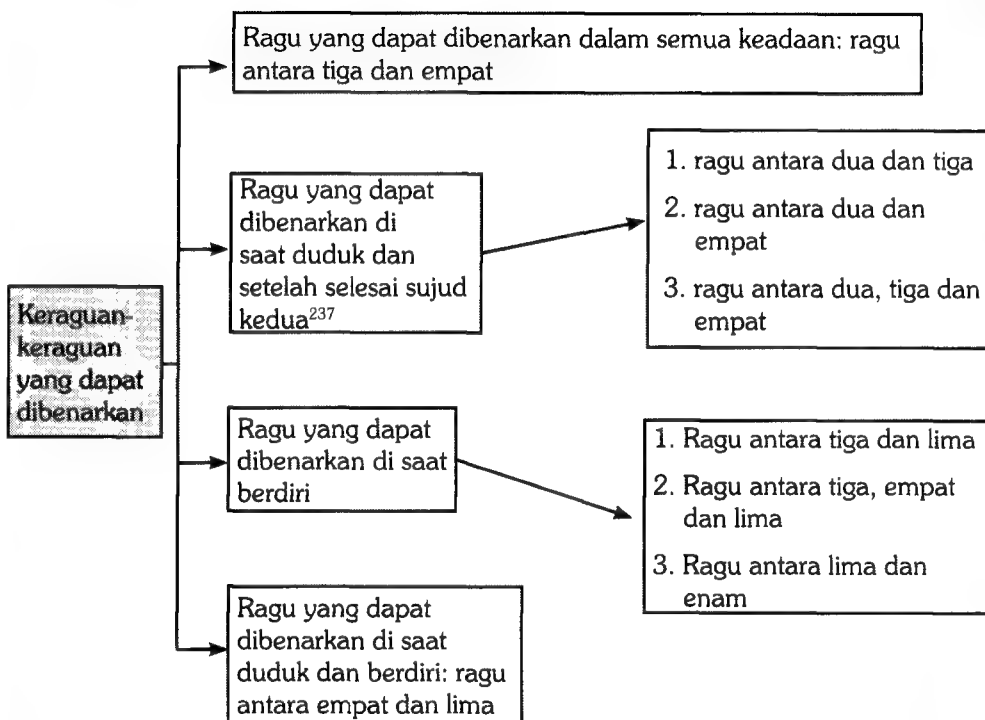 Ragu yang dapat dibenarkan dalam semua keadaan: ragu
antara tiga dan empat
Ragu yang dapat
dibenarkan di
saat duduk dan
setelah selesai sujud
kedua²³⁷
1. ragu antara dua dan tiga
2. ragu antara dua dan
empat
3. ragu antara dua, tiga dan
empat
Keraguan-
keraguan
yang dapat
dibenarkan
Ragu yang dapat
dibenarkan di saat
berdiri
1. Ragu antara tiga dan lima
2. Ragu antara tiga, empat
dan lima
3. Ragu antara lima dan
enam
Ragu yang dapat
dibenarkan di saat
duduk dan berdiri: ragu
antara empat dan lima